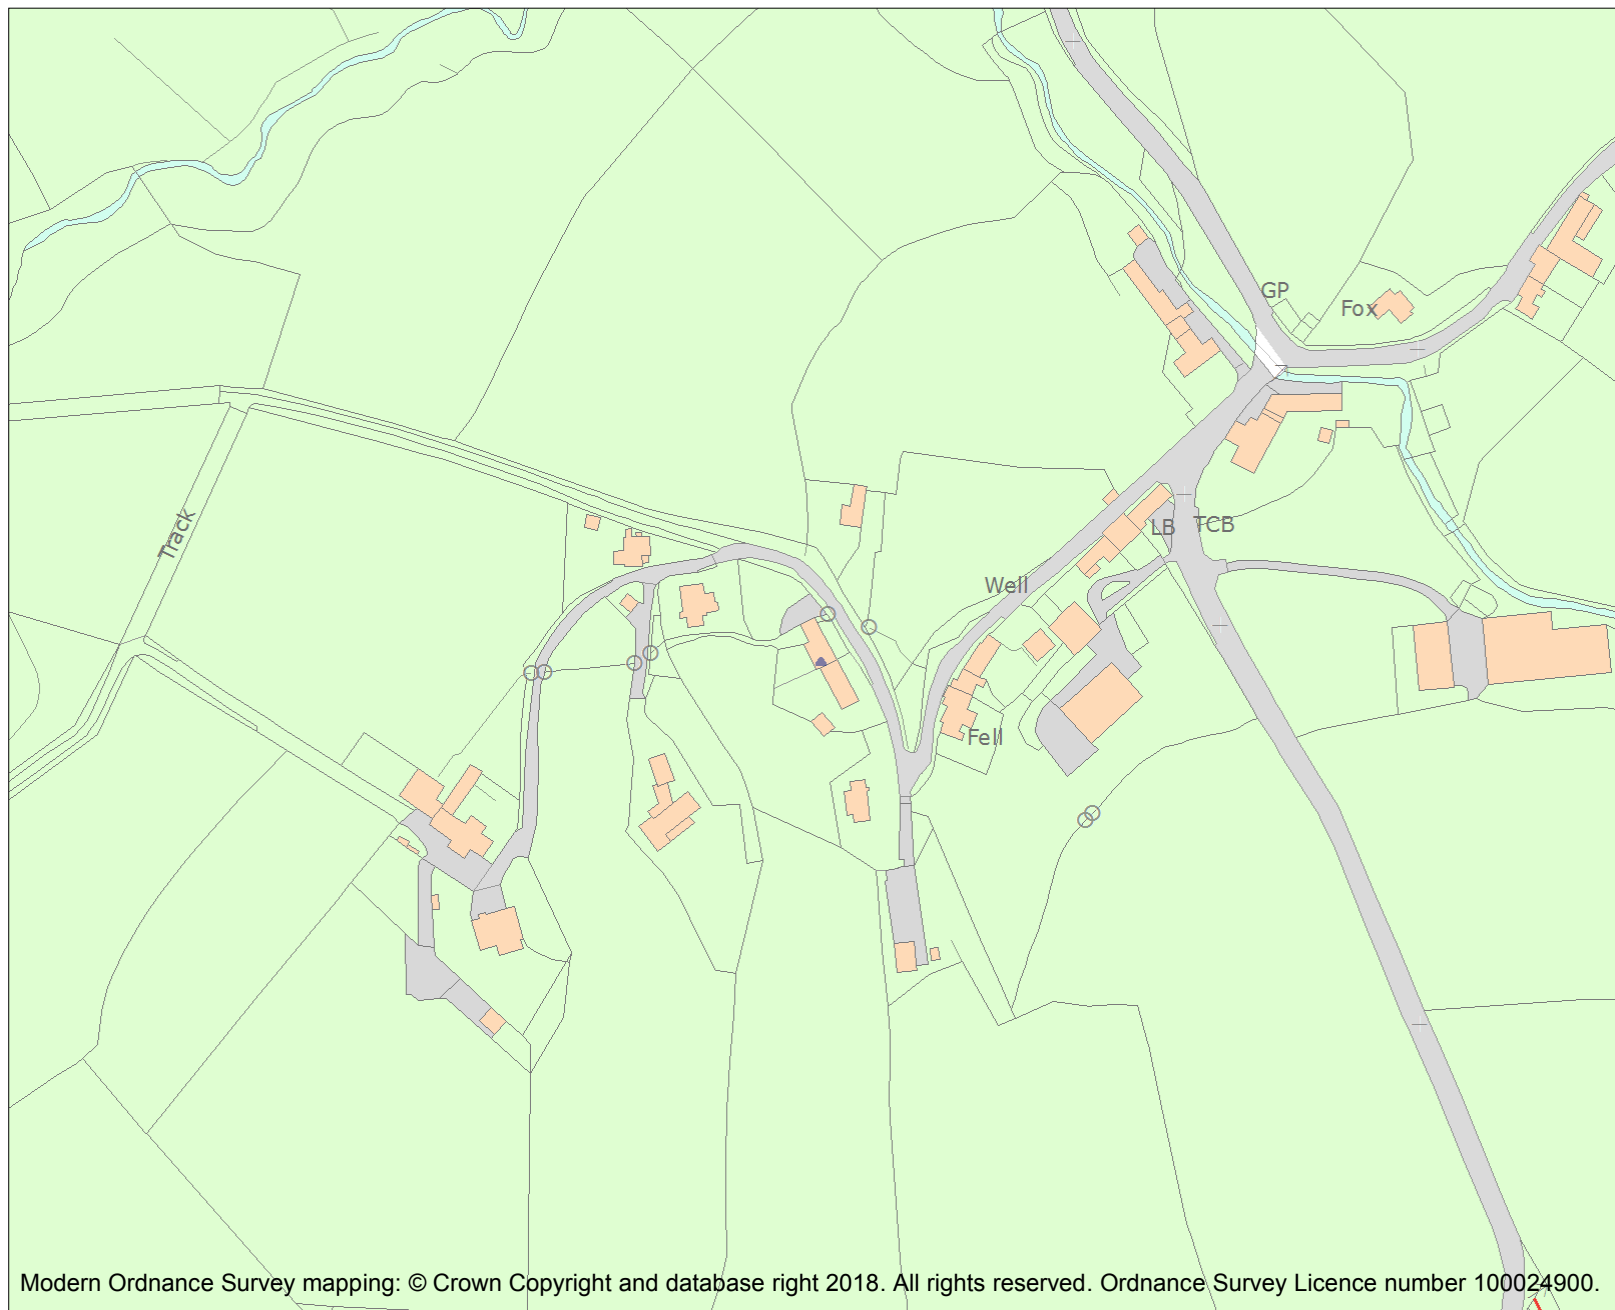 GP
Fox
Track
LB
TCB
Well
Fell
Modern Ordnance Survey mapping: © Crown Copyright and database right 2018. All rights reserved. Ordnance Survey Licence number 100024900.